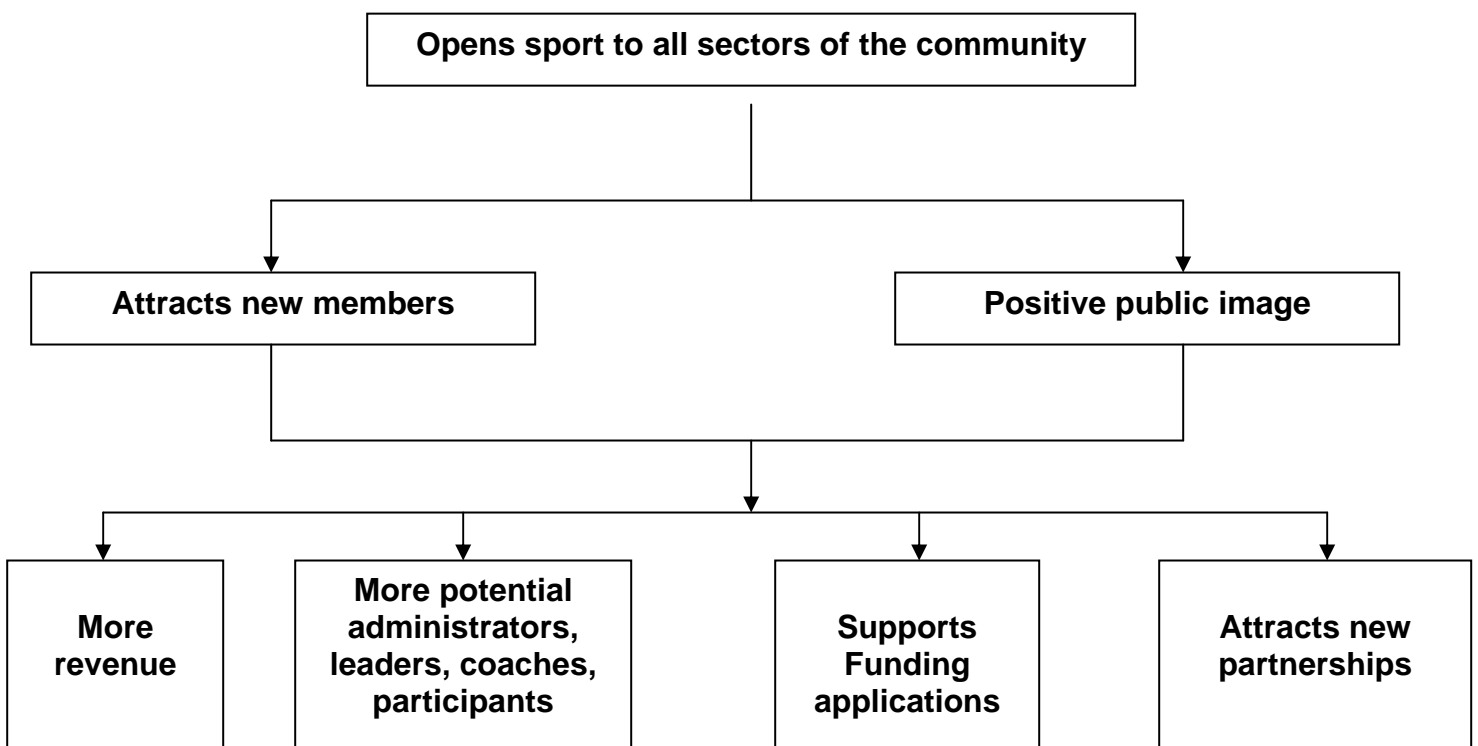 Opens sport to all sectors of the community
Attracts new members
Positive public image
More
revenue
More potential
administrators,
leaders, coaches,
participants
Supports
Funding
applications
Attracts new
partnerships